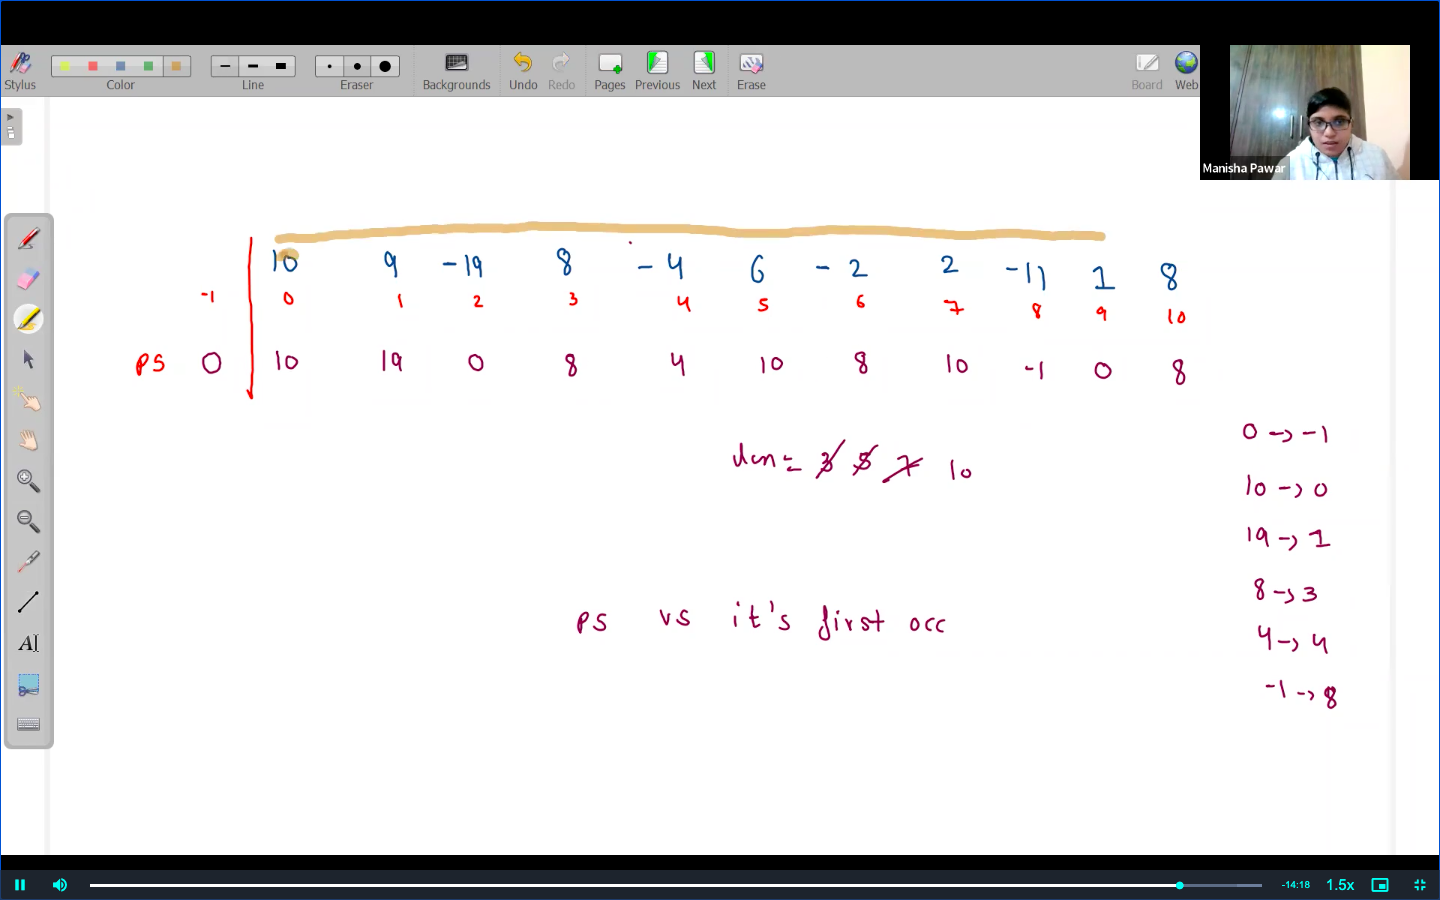 Stylus Color Line Eraser Backgrounds Undo Redo Pages Previous Next Erase Board Web
Manisha Pawar
10 9 -19 8 -4 6 -2 2 -11 1 8
-1 0 1 2 3 4 5 6 7 8 9 10
PS 0 10 19 0 8 4 10 8 10 -1 0 8
0 -> -1
len = 3 5 7 10
10 -> 0
19 -> 1
8 -> 3
PS vs it's first occ
4 -> 4
-1 -> 8
AI
-14:18 1.5x